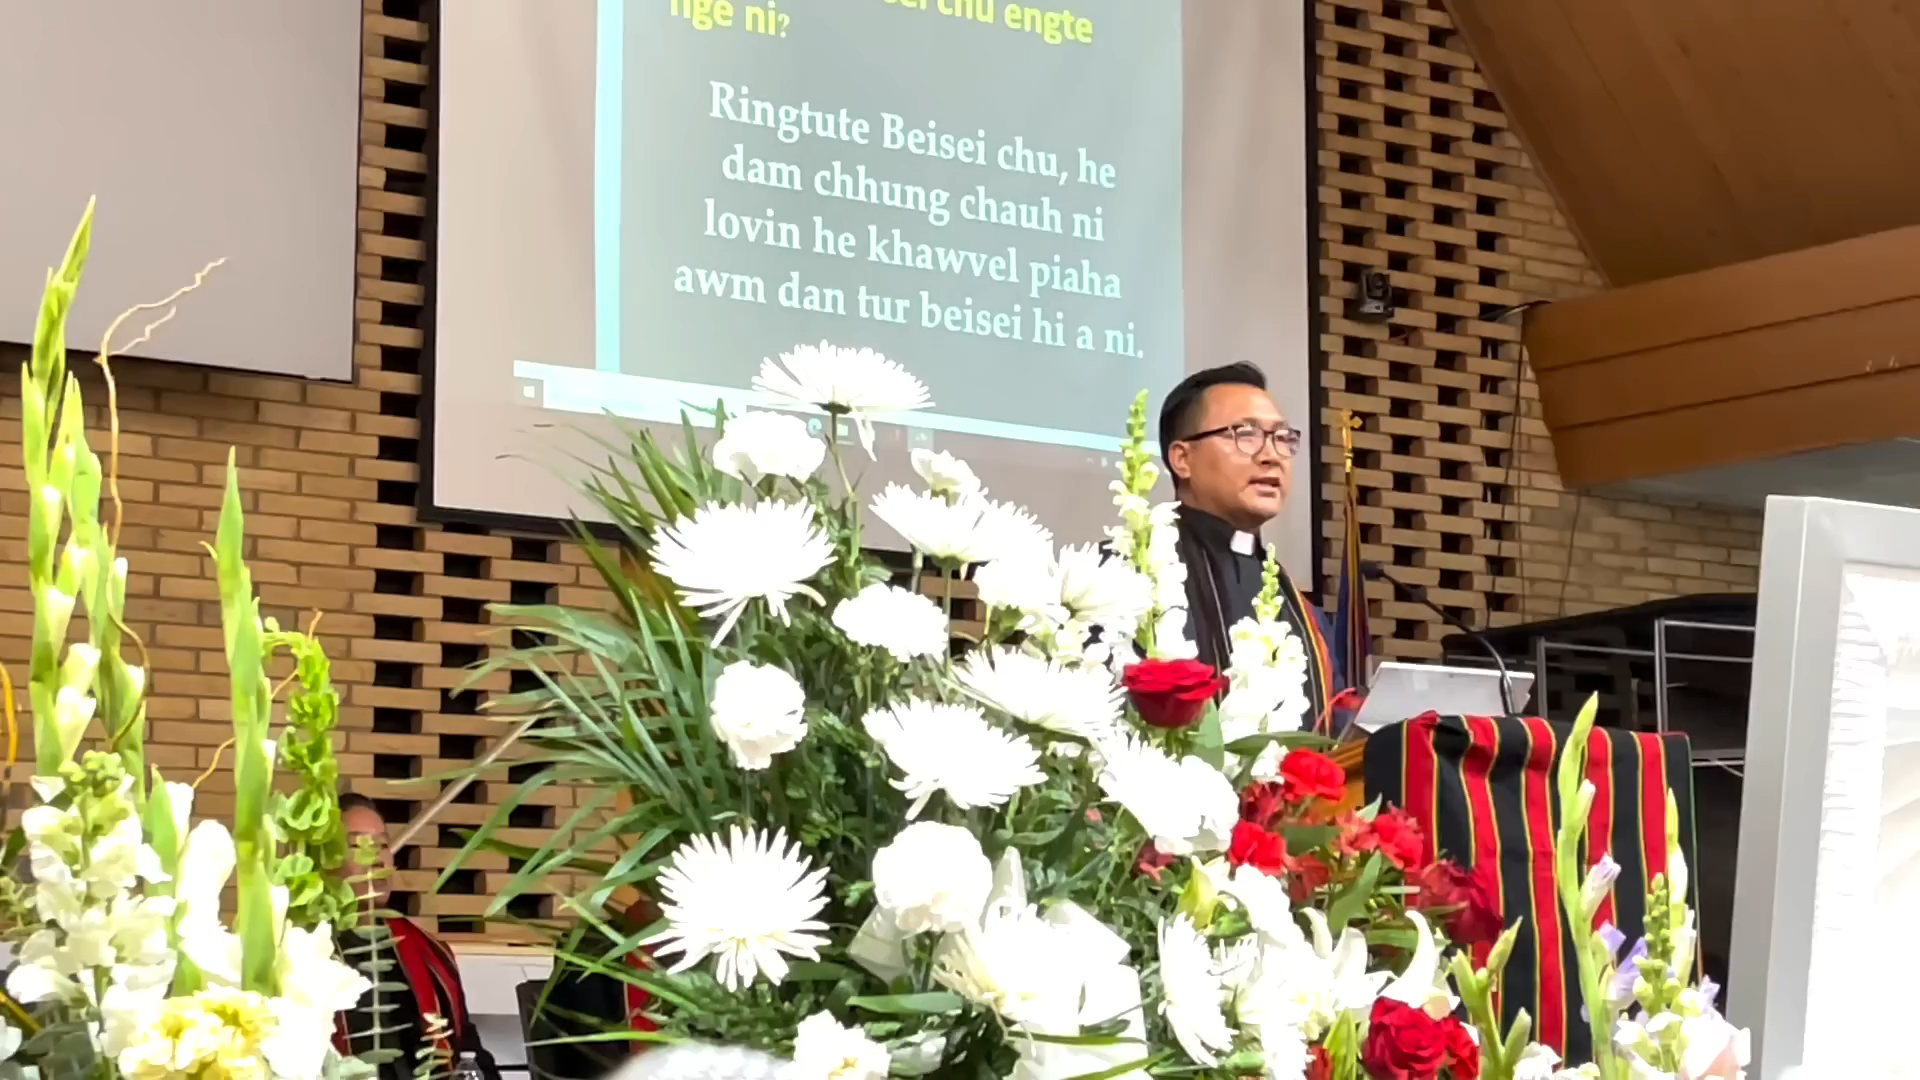 chu engte
nge ni?
Ringtute Beisei chu, he
dam chhung chauh ni
lovin he khawvel piaha
awm dan tur beisei hi a ni.